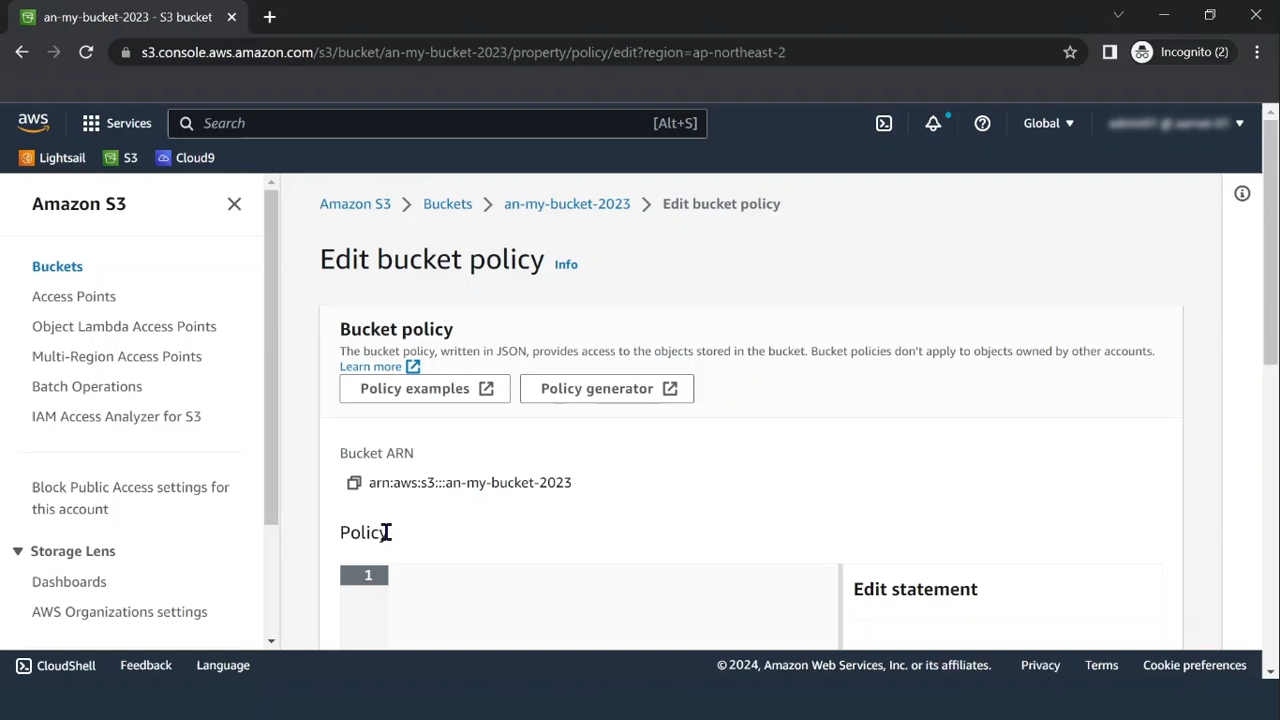 an-my-bucket-2023 - S3 bucket
s3.console.aws.amazon.com/s3/bucket/an-my-bucket-2023/property/policy/edit?region=ap-northeast-2
Incognito (2)
aws
Services
Search
[Alt+S]
Global
Lightsail
S3
Cloud9
Amazon S3
Buckets
Access Points
Object Lambda Access Points
Multi-Region Access Points
Batch Operations
IAM Access Analyzer for S3
Block Public Access settings for
this account
Storage Lens
Dashboards
AWS Organizations settings
Amazon S3 > Buckets > an-my-bucket-2023 > Edit bucket policy
Edit bucket policy Info
Bucket policy
The bucket policy, written in JSON, provides access to the objects stored in the bucket. Bucket policies don't apply to objects owned by other accounts.
Learn more
Policy examples
Policy generator
Bucket ARN
arn:aws:s3:::an-my-bucket-2023
Policy
1
Edit statement
CloudShell
Feedback
Language
© 2024, Amazon Web Services, Inc. or its affiliates.
Privacy
Terms
Cookie preferences